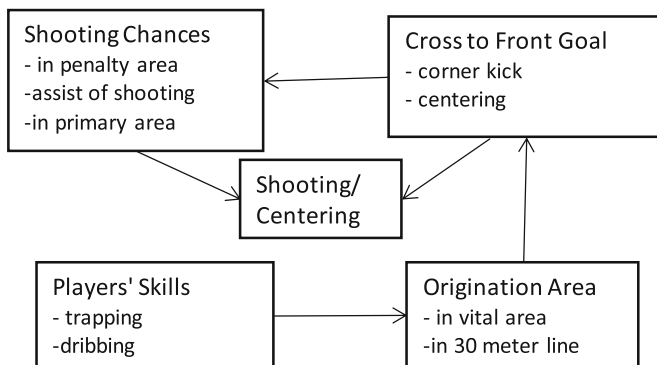 Shooting Chances
- in penalty area
-assist of shooting
-in primary area
Cross to Front Goal
- corner kick
- centering
Shooting/
Centering
Players' Skills
- trapping
-dribbing
Origination Area
- in vital area
-in 30 meter line